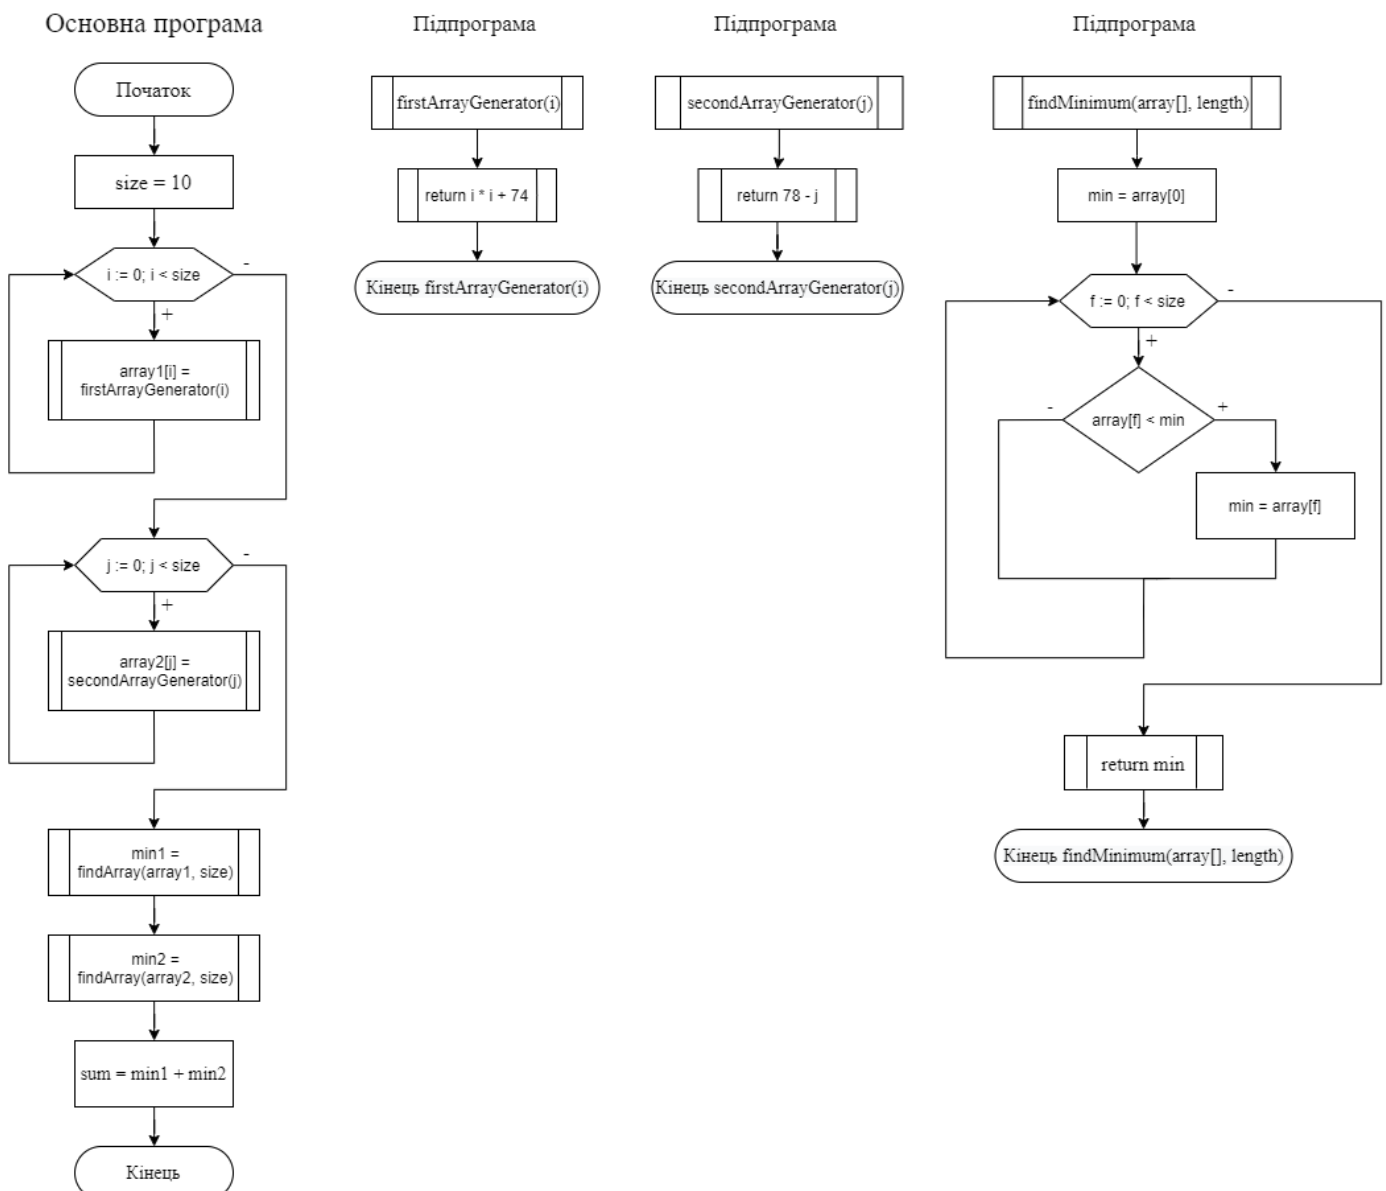 Основна програма
Початок
size = 10
i := 0; i < size
-
+
array1[i] =
firstArrayGenerator(i)
j := 0; j < size
-
+
array2[j] =
secondArrayGenerator(j)
min1 =
findArray(array1, size)
min2 =
findArray(array2, size)
sum = min1 + min2
Кінець
Підпрограма
firstArrayGenerator(i)
return i * i + 74
Кінець firstArrayGenerator(i)
Підпрограма
secondArrayGenerator(j)
return 78 - j
Кінець secondArrayGenerator(j)
Підпрограма
findMinimum(array[], length)
min = array[0]
f := 0; f < size
-
+
array[f] < min
-
+
min = array[f]
return min
Кінець findMinimum(array[], length)